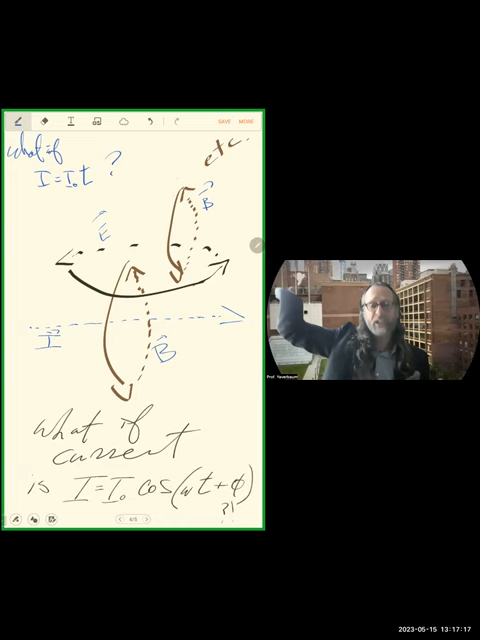 SAVE MORE
what if
I=I₀t ?
etc.
E
B
I
B
what if
current
is I=I₀ cos(ωt+φ)
?!
4/5
Prof. Yaverbaum
2023-05-15 13:17:17